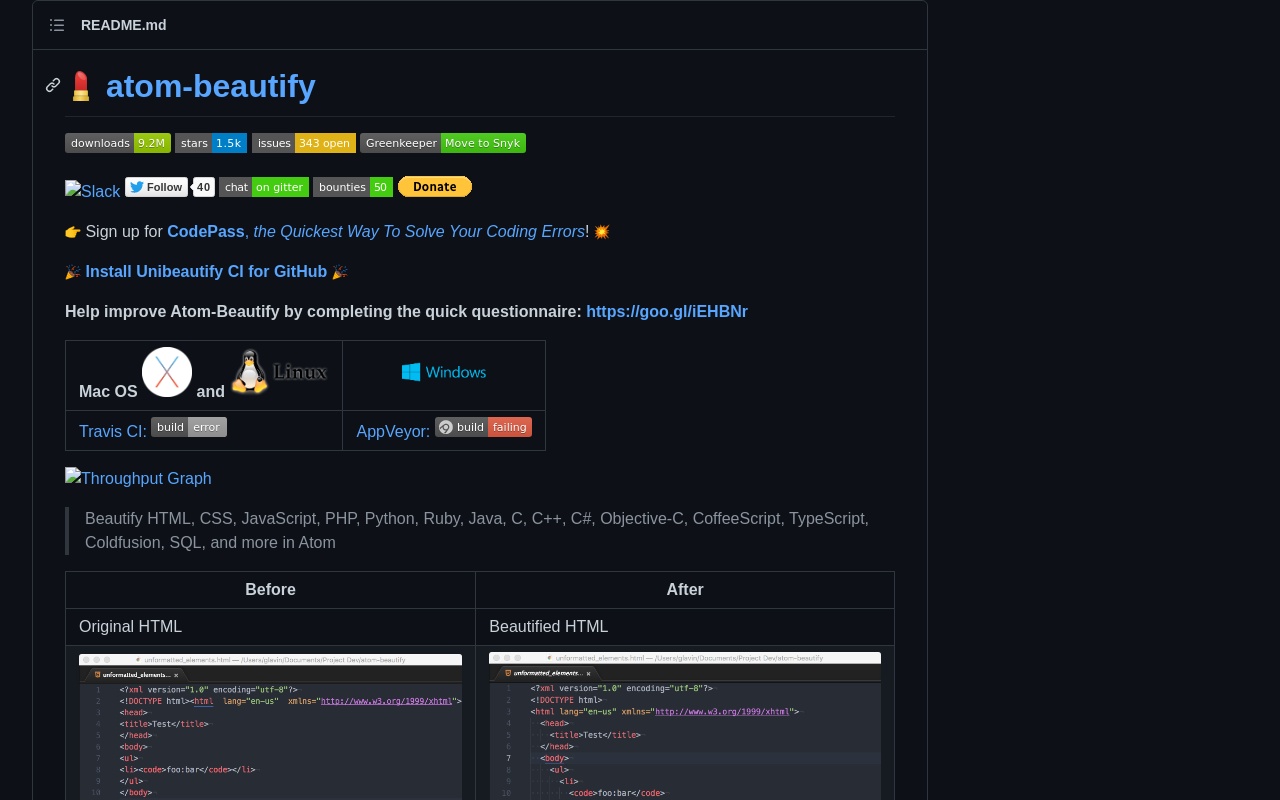 README.md
atom-beautify
downloads 9.2M stars 1.5k issues 343 open Greenkeeper Move to Snyk
Slack Follow 40 chat on gitter bounties 50 Donate
👉 Sign up for CodePass, the Quickest Way To Solve Your Coding Errors! 💥
🎉 Install Unibeautify CI for GitHub 🎉
Help improve Atom-Beautify by completing the quick questionnaire: https://goo.gl/iEHBNr
Mac OS and Linux Windows
Travis CI: build error AppVeyor: build failing
Throughput Graph
Beautify HTML, CSS, JavaScript, PHP, Python, Ruby, Java, C, C++, C#, Objective-C, CoffeeScript, TypeScript,
Coldfusion, SQL, and more in Atom
Before After
Original HTML Beautified HTML
unformatted_elements.html — /Users/glavin/Documents/Project Dev/atom-beautify
unformatted_elements...
1 <?xml version="1.0" encoding="utf-8"?>
2 <!DOCTYPE html><html lang="en-us" xmlns="http://www.w3.org/1999/xhtml">
3 <head>
4 <title>Test</title>
5 </head>
6 <body>
7 <ul>
8 <li><code>foo:bar</code></li>
9 </ul>
10 </body>
unformatted_elements.html — /Users/glavin/Documents/Project Dev/atom-beautify
unformatted_elements...
1 <?xml version="1.0" encoding="utf-8"?>
2 <!DOCTYPE html>
3 <html lang="en-us" xmlns="http://www.w3.org/1999/xhtml">
4 <head>
5 <title>Test</title>
6 </head>
7 <body>
8 <ul>
9 <li>
10 <code>foo:bar</code>